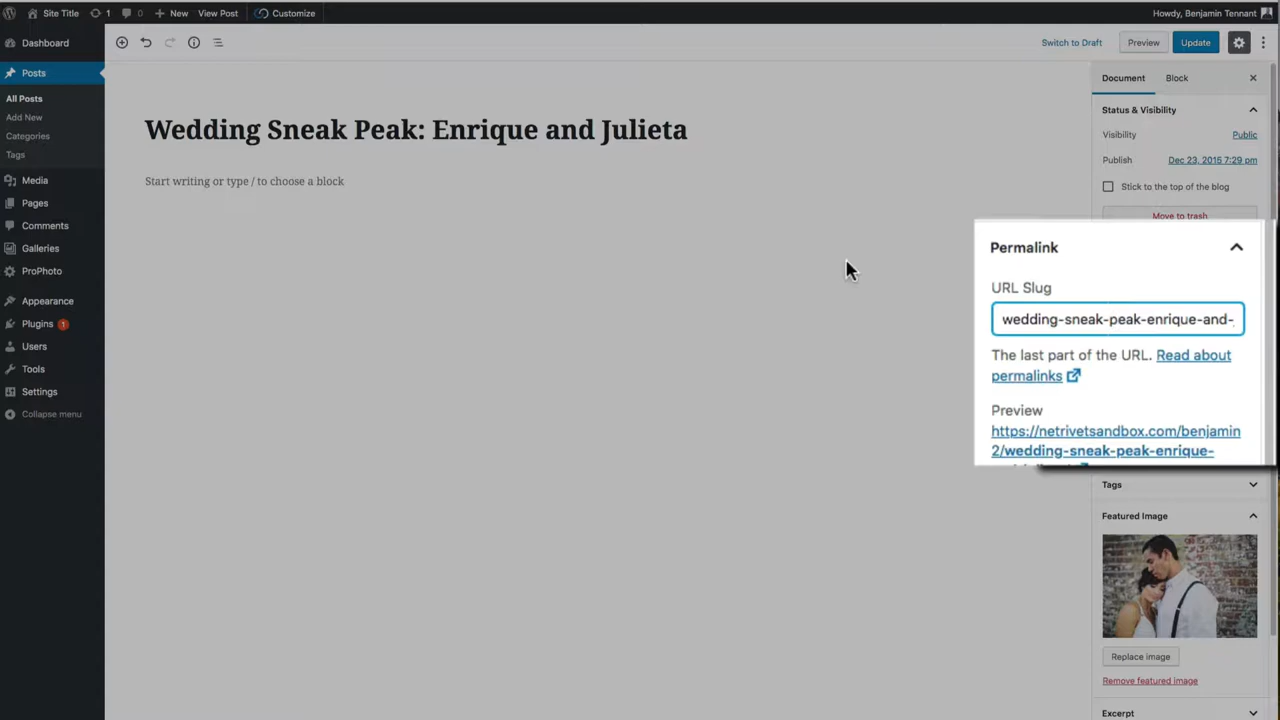 Site Title 1 0 New View Post Customize Howdy, Benjamin Tennant
Dashboard
Posts
All Posts
Add New
Categories
Tags
Media
Pages
Comments
Galleries
ProPhoto
Appearance
Plugins 1
Users
Tools
Settings
Collapse menu
Switch to Draft Preview Update
Wedding Sneak Peak: Enrique and Julieta
Start writing or type / to choose a block
Document Block
Status & Visibility
Visibility Public
Publish Dec 23, 2015 7:29 pm
Stick to the top of the blog
Move to trash
Permalink
URL Slug
wedding-sneak-peak-enrique-and-
The last part of the URL. Read about
permalinks
Preview
https://netrivetsandbox.com/benjamin
2/wedding-sneak-peak-enrique-
Tags
Featured Image
Replace image
Remove featured image
Excerpt